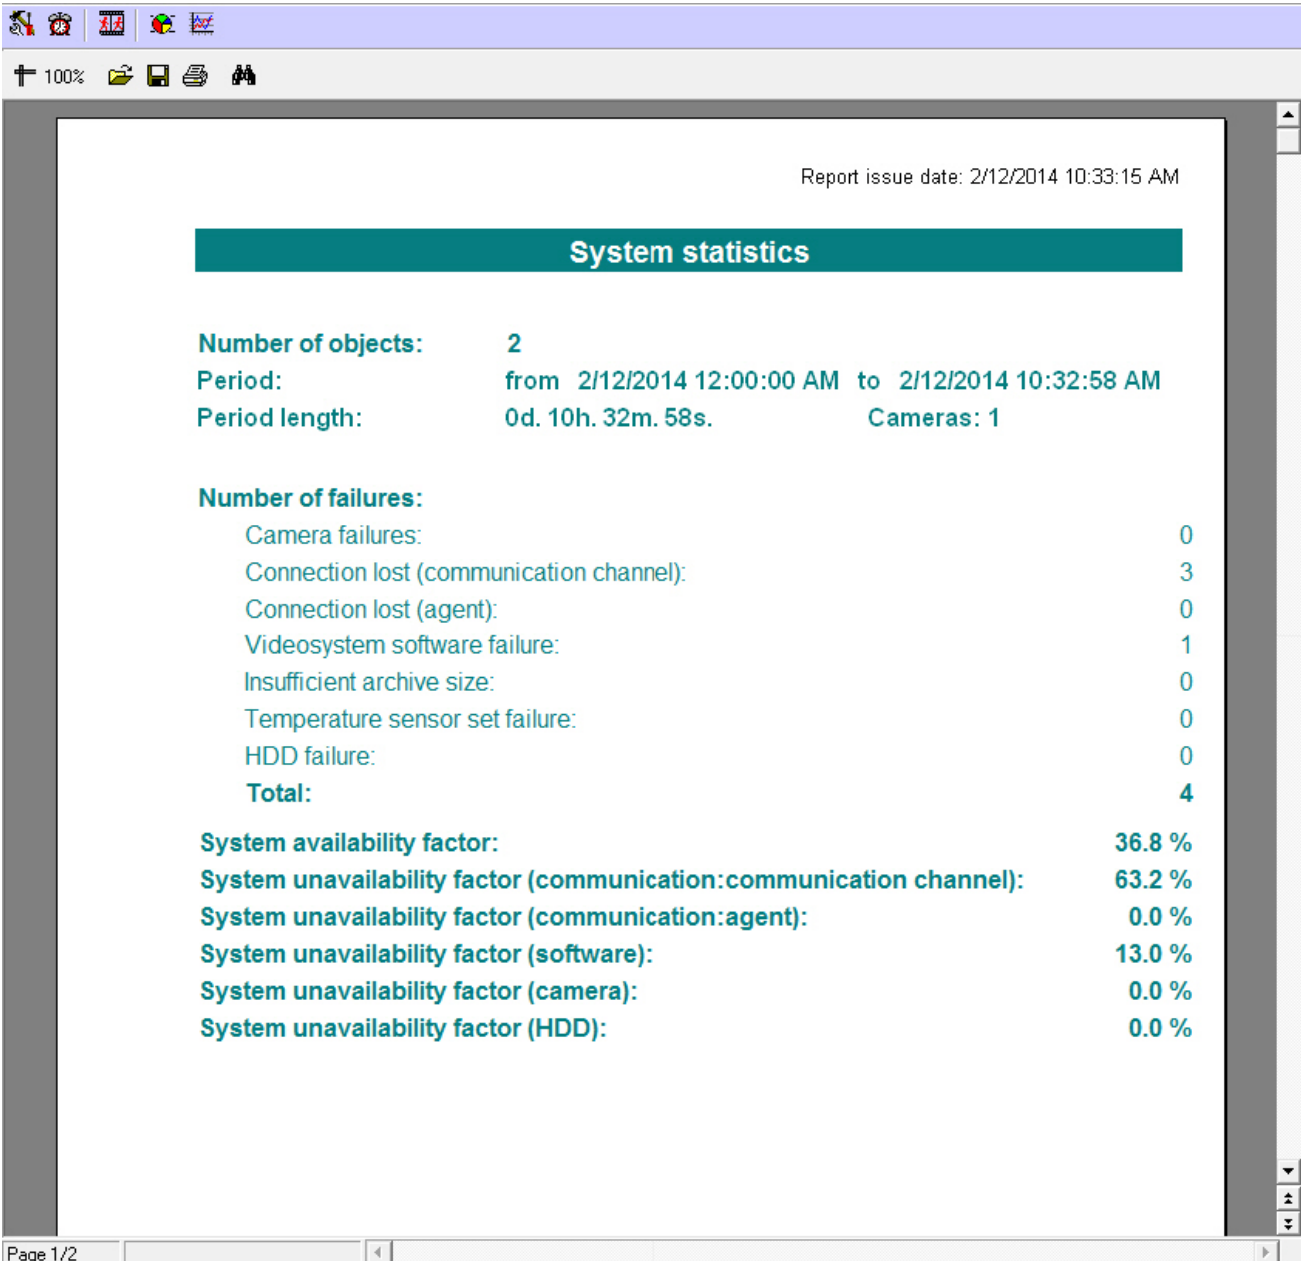 100%
Report issue date: 2/12/2014 10:33:15 AM
System statistics
Number of objects: 2
Period: from 2/12/2014 12:00:00 AM to 2/12/2014 10:32:58 AM
Period length: 0d. 10h. 32m. 58s. Cameras: 1
Number of failures:
Camera failures: 0
Connection lost (communication channel): 3
Connection lost (agent): 0
Videosystem software failure: 1
Insufficient archive size: 0
Temperature sensor set failure: 0
HDD failure: 0
Total: 4
System availability factor: 36.8 %
System unavailability factor (communication:communication channel): 63.2 %
System unavailability factor (communication:agent): 0.0 %
System unavailability factor (software): 13.0 %
System unavailability factor (camera): 0.0 %
System unavailability factor (HDD): 0.0 %
Page 1/2